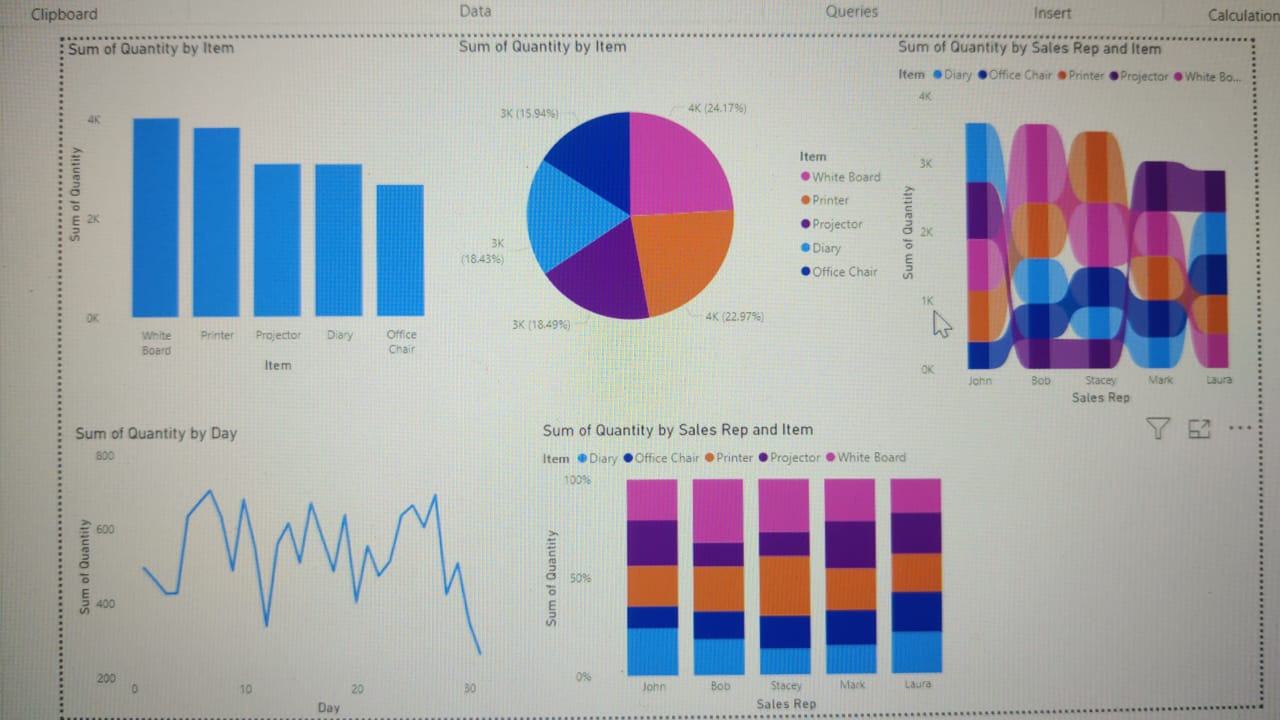 Clipboard
Data
Queries
Insert
Calculation
Sum of Quantity by Item
4K
2K
0K
Sum of Quantity
White Board
Printer
Projector
Diary
Office Chair
Item
Sum of Quantity by Item
3K (15.94%)
4K (24.17%)
3K
(18.43%)
3K (18.49%)
4K (22.97%)
Item
White Board
Printer
Projector
Diary
Office Chair
Sum of Quantity by Sales Rep and Item
Item Diary Office Chair Printer Projector White Bo...
4K
3K
2K
1K
0K
Sum of Quantity
John Bob Stacey Mark Laura
Sales Rep
Sum of Quantity by Day
800
600
400
200
Sum of Quantity
0 10 20 30
Day
Sum of Quantity by Sales Rep and Item
Item Diary Office Chair Printer Projector White Board
100%
50%
0%
Sum of Quantity
John Bob Stacey Mark Laura
Sales Rep